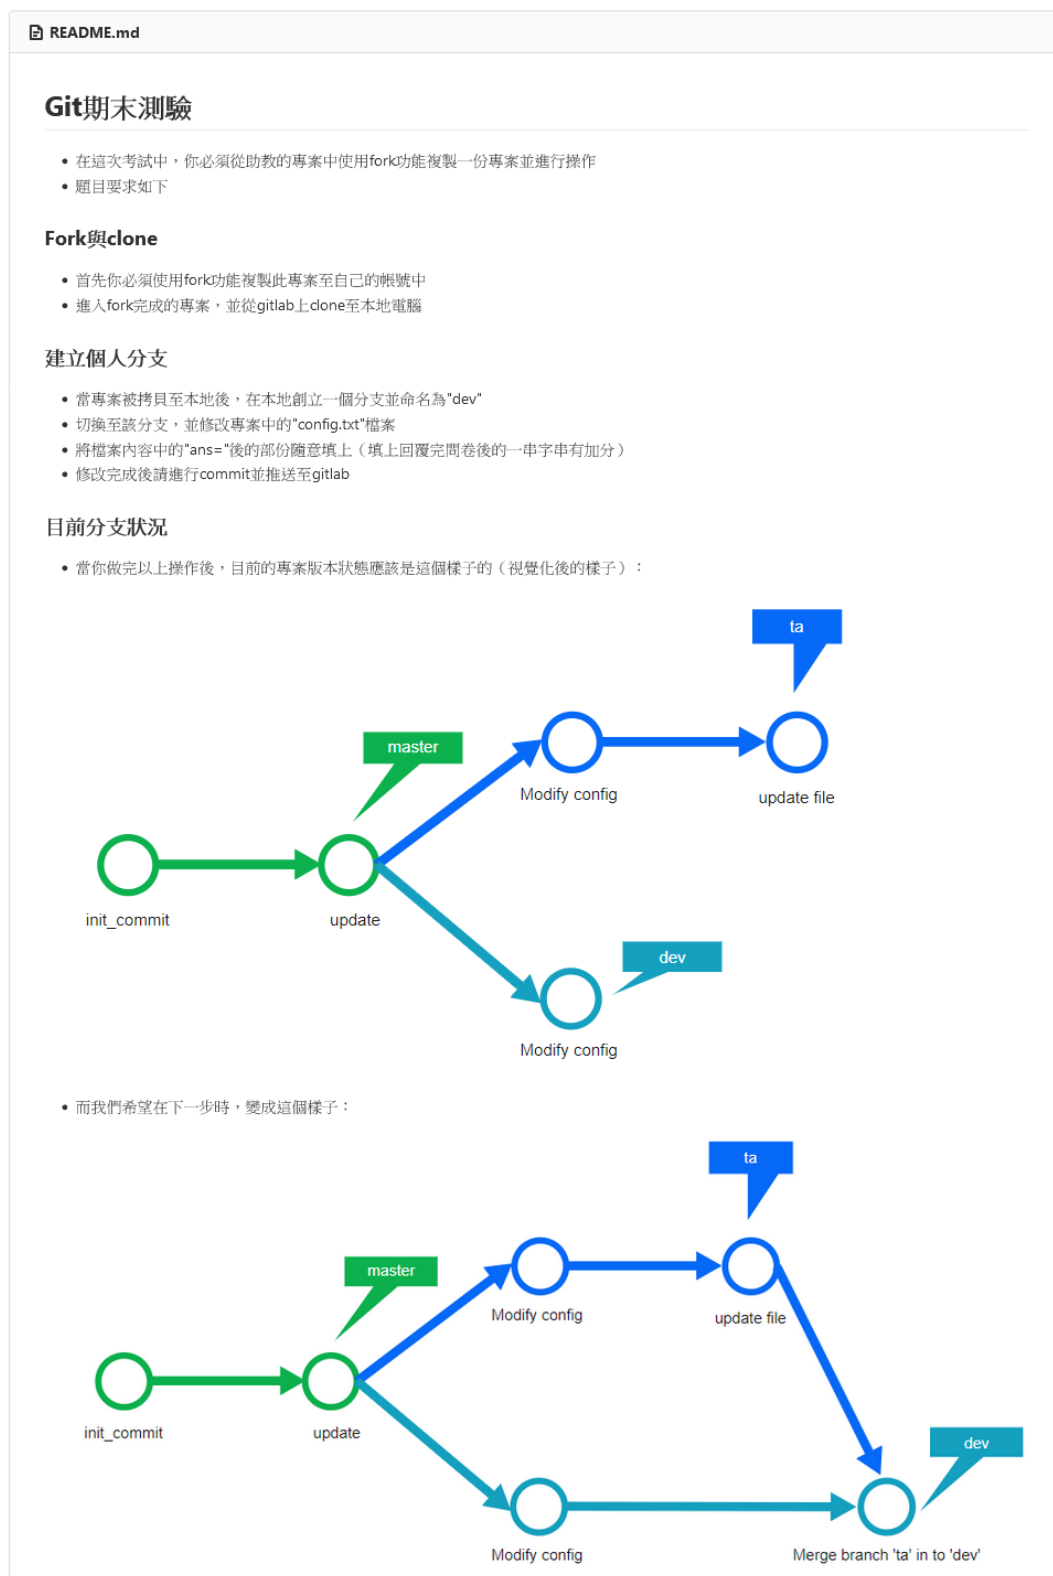 README.md
Git期末測驗
在這次考試中，你必須從助教的專案中使用fork功能複製一份專案並進行操作
題目要求如下
Fork與clone
首先你必須使用fork功能複製此專案至自己的帳號中
進入fork完成的專案，並從gitlab上clone至本地電腦
建立個人分支
當專案被拷貝至本地後，在本地創立一個分支並命名為"dev"
切換至該分支，並修改專案中的"config.txt"檔案
將檔案內容中的"ans="後的部份隨意填上（填上回覆完問卷後的一串字串有加分）
修改完成後請進行commit並推送至gitlab
目前分支狀況
當你做完以上操作後，目前的專案版本狀態應該是這個樣子的（視覺化後的樣子）：
ta
master
Modify config
update file
init_commit
update
dev
Modify config
而我們希望在下一步時，變成這個樣子：
ta
master
Modify config
update file
init_commit
update
dev
Modify config
Merge branch 'ta' in to 'dev'